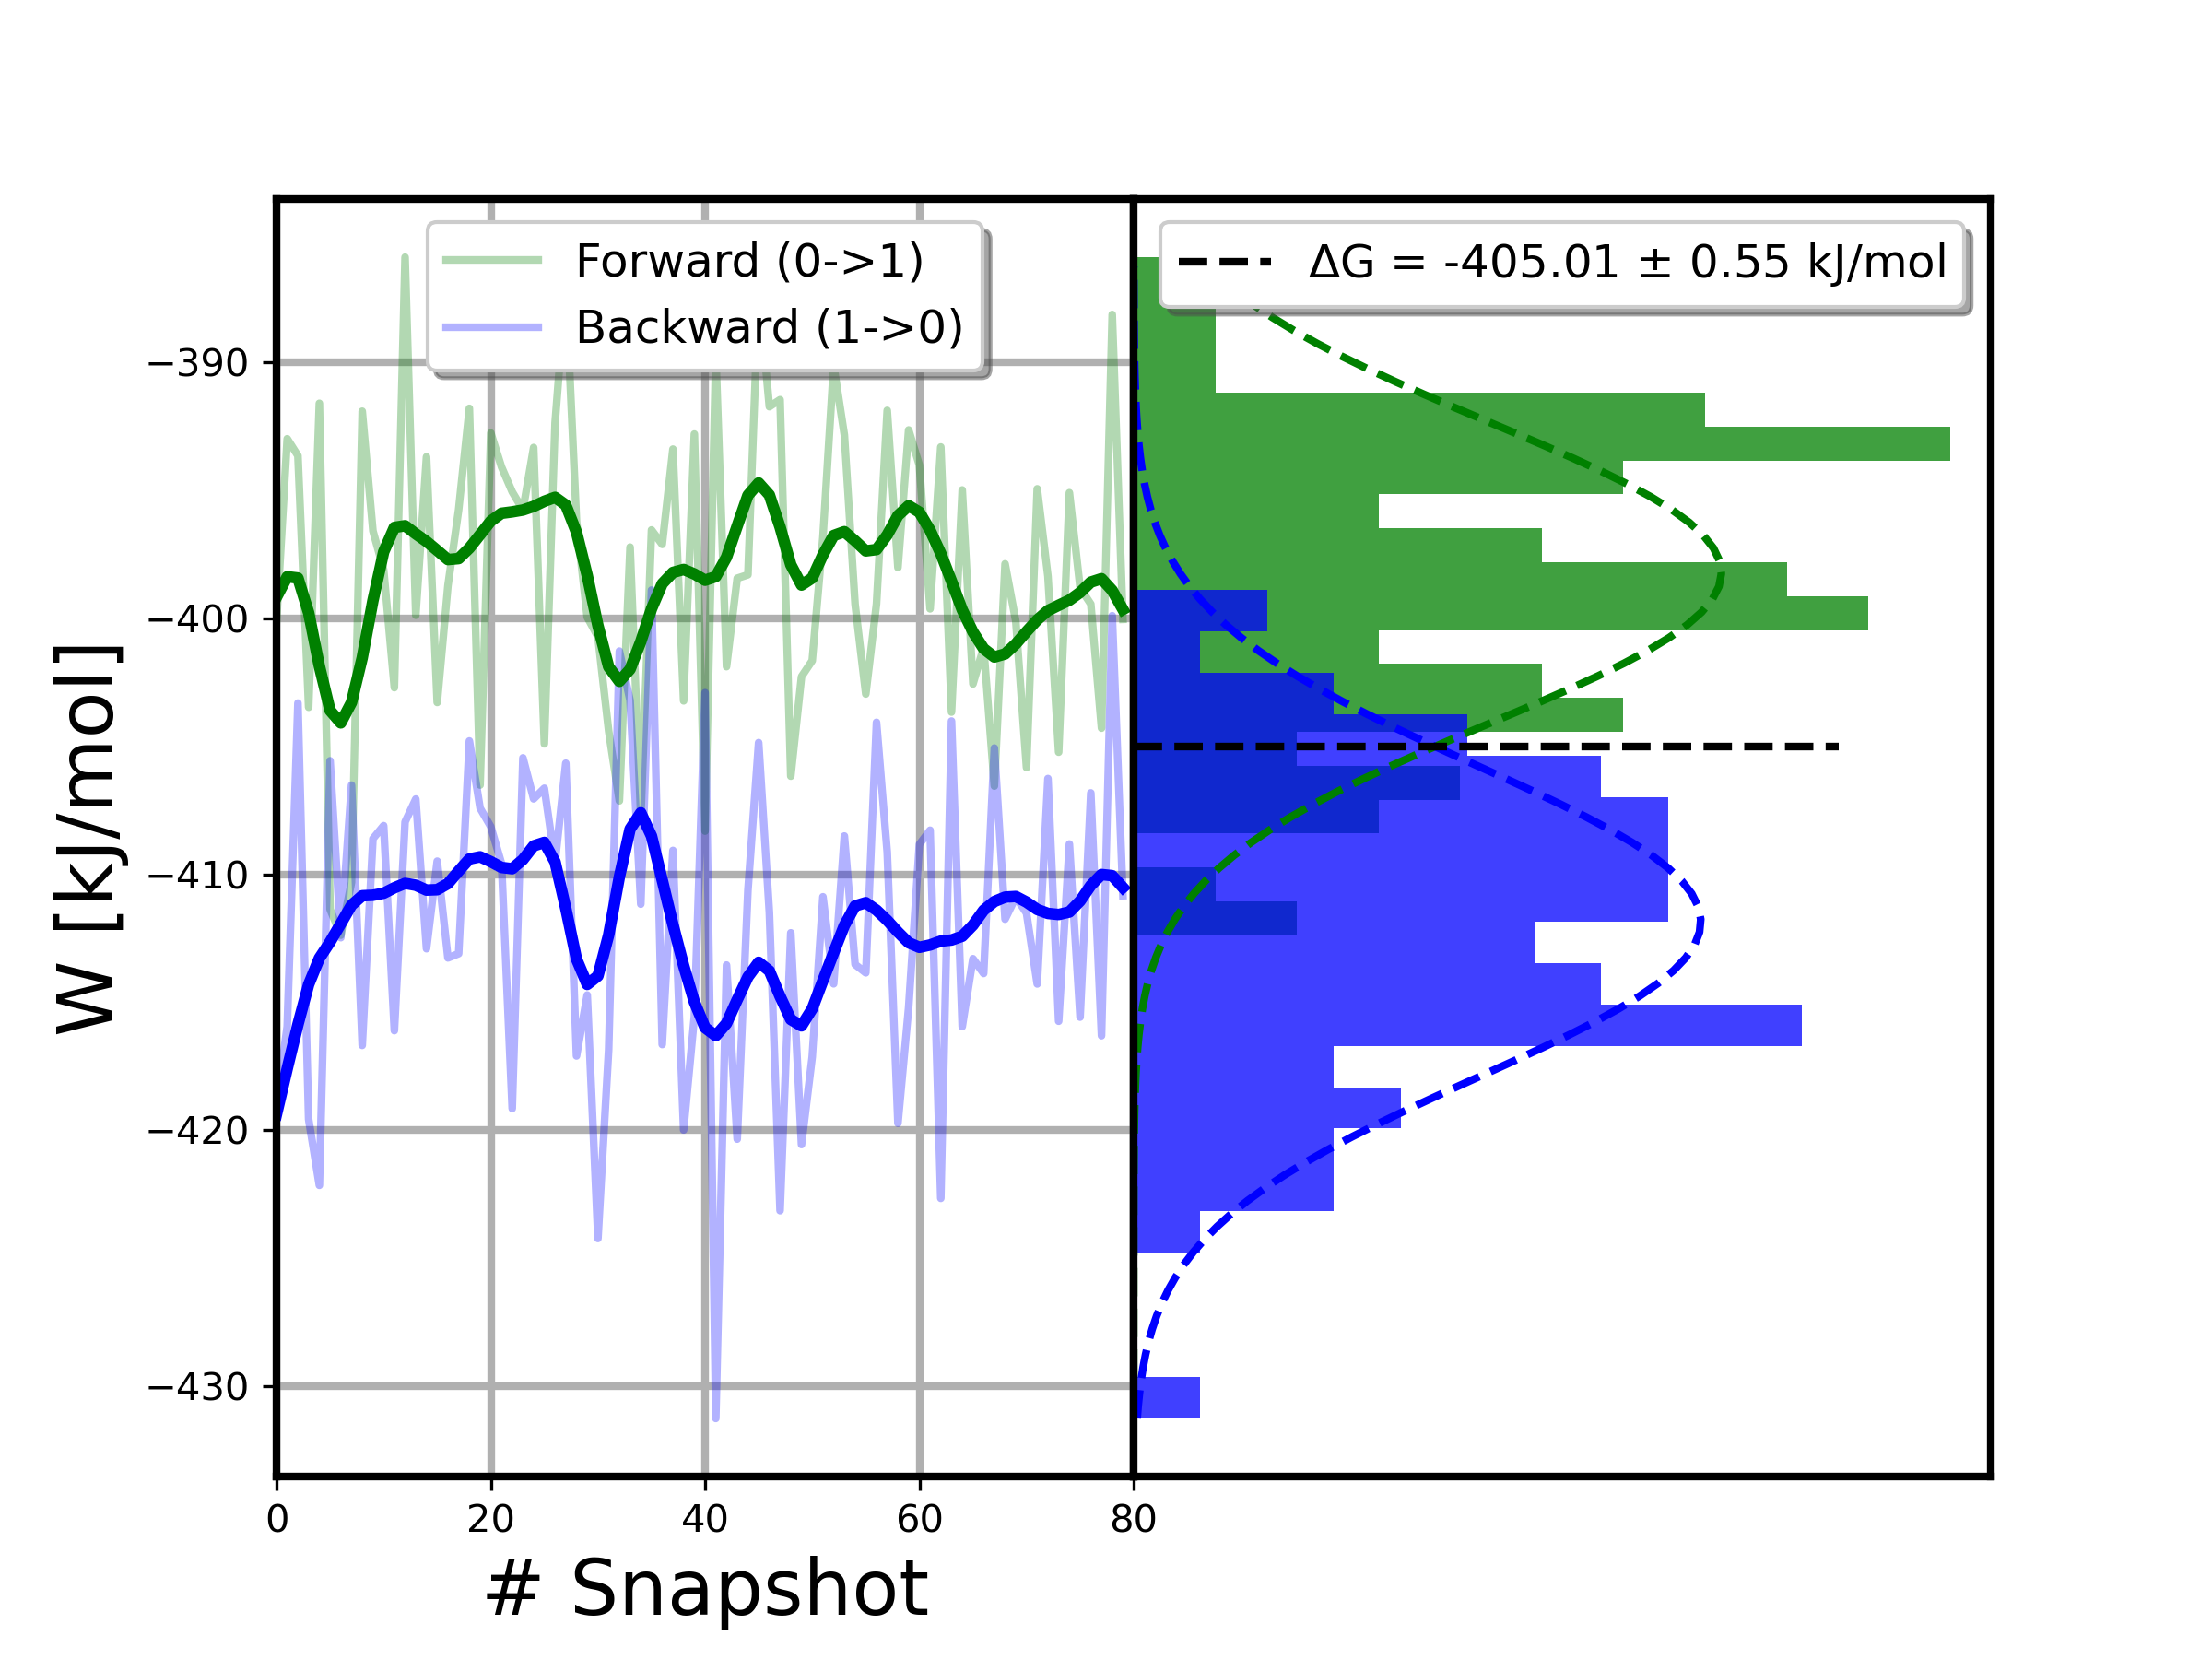 Forward (0->1)
Backward (1->0)
ΔG = -405.01 ± 0.55 kJ/mol
−390
−400
−410
−420
−430
W [kJ/mol]
0 20 40 60 80
# Snapshot